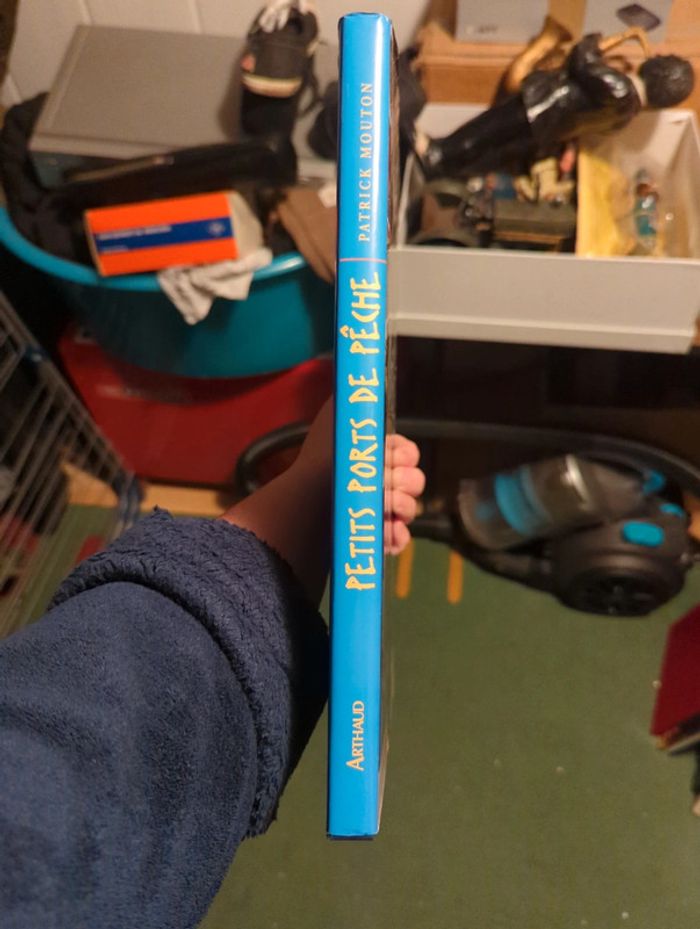 PATRICK MOUTON
PETITS PORTS DE PÊCHE
ARTHAUD